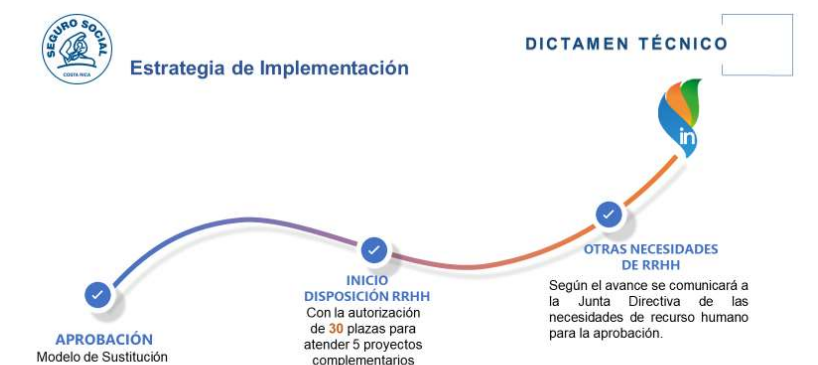 SEGURO SOCIAL
COSTA RICA
DICTAMEN TÉCNICO
Estrategia de Implementación
in
APROBACIÓN
Modelo de Sustitución
INICIO
DISPOSICIÓN RRHH
Con la autorización
de 30 plazas para
atender 5 proyectos
complementarios
OTRAS NECESIDADES
DE RRHH
Según el avance se comunicará a
la Junta Directiva de las
necesidades de recurso humano
para la aprobación.